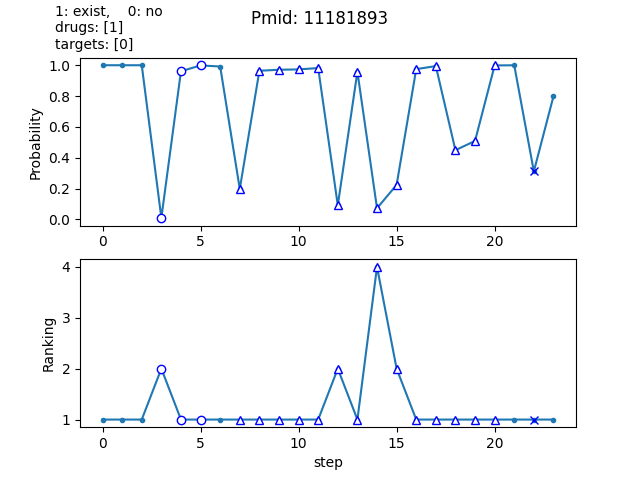 1: exist,    0: no
drugs: [1]
targets: [0]
Pmid: 11181893
1.0
0.8
0.6
0.4
0.2
0.0
Probability
0 5 10 15 20
4
3
2
1
Ranking
0 5 10 15 20
step